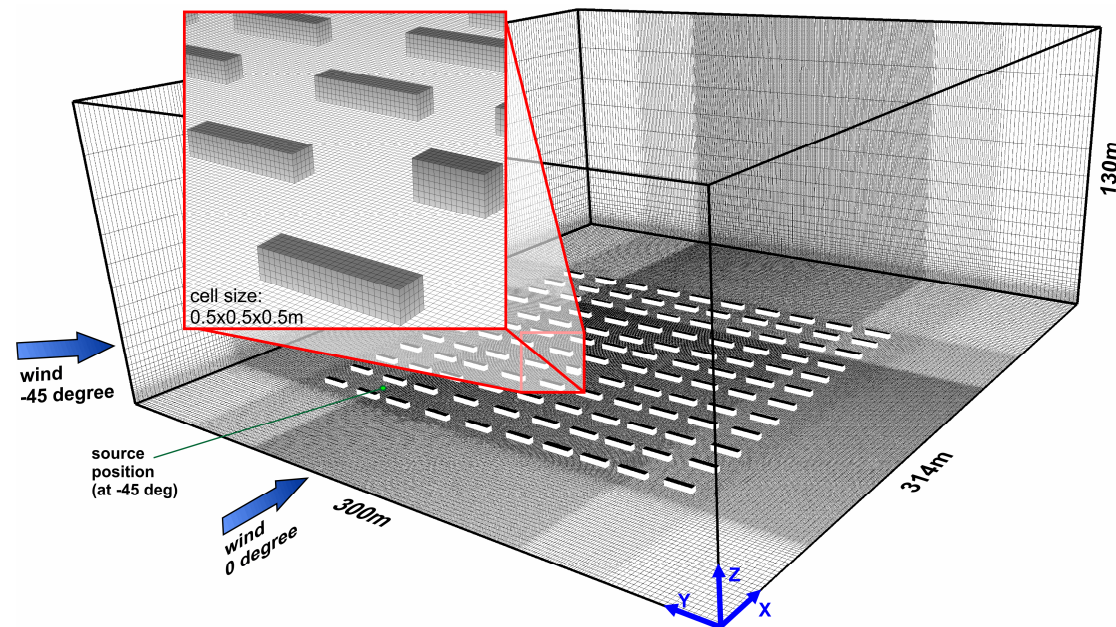 cell size:
0.5x0.5x0.5m
130m
wind
-45 degree
source
position
(at -45 deg)
wind
0 degree
300m
314m
Z
Y
X